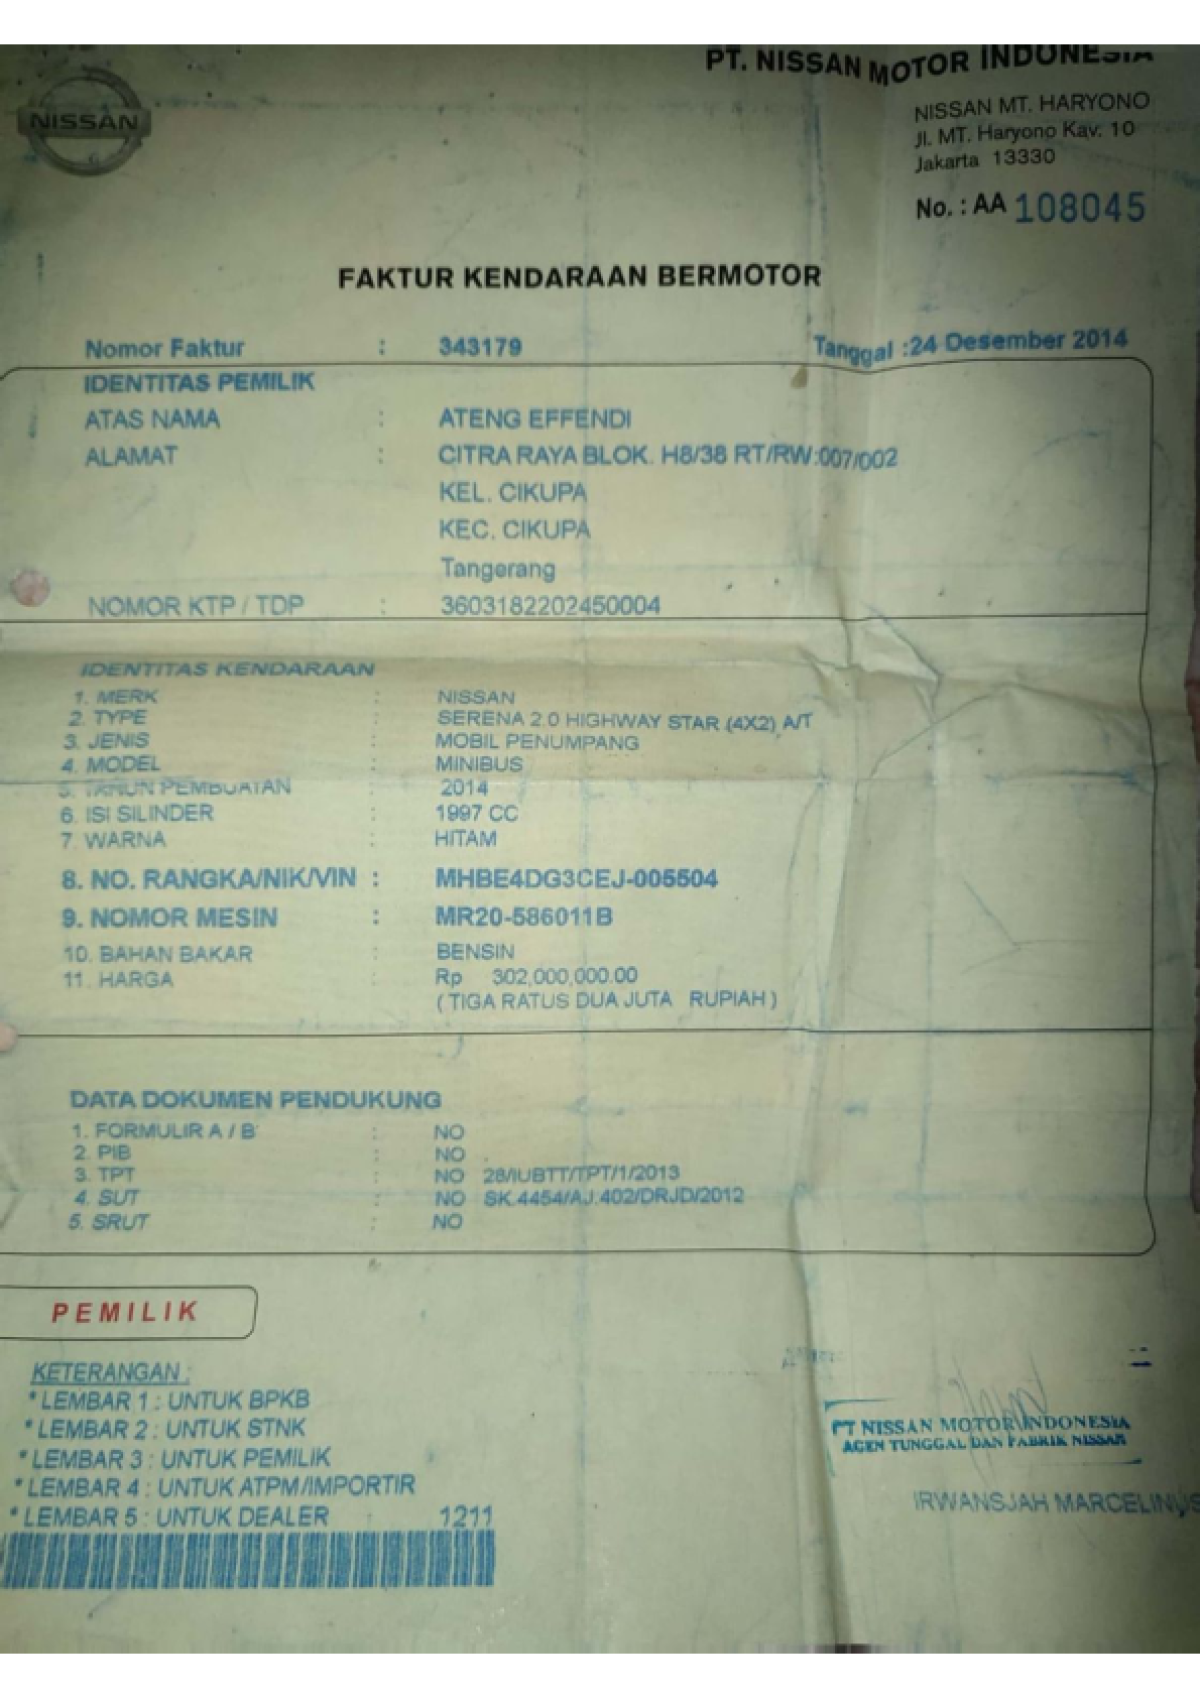 NISSAN
PT. NISSAN MOTOR INDONESIA
NISSAN MT. HARYONO
Jl. MT. Haryono Kav. 10
Jakarta 13330
No. : AA 108045
FAKTUR KENDARAAN BERMOTOR
Nomor Faktur : 343179 Tanggal :24 Desember 2014
IDENTITAS PEMILIK
ATAS NAMA : ATENG EFFENDI
ALAMAT : CITRA RAYA BLOK. H8/38 RT/RW:007/002
KEL. CIKUPA
KEC. CIKUPA
Tangerang
NOMOR KTP / TDP : 3603182202450004
IDENTITAS KENDARAAN
1. MERK : NISSAN
2. TYPE : SERENA 2.0 HIGHWAY STAR (4X2) A/T
3. JENIS : MOBIL PENUMPANG
4. MODEL : MINIBUS
5. TAHUN PEMBUATAN : 2014
6. ISI SILINDER : 1997 CC
7. WARNA : HITAM
8. NO. RANGKA/NIK/VIN : MHBE4DG3CEJ-005504
9. NOMOR MESIN : MR20-586011B
10. BAHAN BAKAR : BENSIN
11. HARGA : Rp 302,000,000.00
( TIGA RATUS DUA JUTA RUPIAH )
DATA DOKUMEN PENDUKUNG
1. FORMULIR A / B : NO
2. PIB : NO
3. TPT : NO 28/IUBTT/TPT/1/2013
4. SUT : NO SK.4454/AJ.402/DRJD/2012
5. SRUT : NO
PEMILIK
KETERANGAN :
* LEMBAR 1 : UNTUK BPKB
* LEMBAR 2 : UNTUK STNK
* LEMBAR 3 : UNTUK PEMILIK
* LEMBAR 4 : UNTUK ATPM/IMPORTIR
* LEMBAR 5 : UNTUK DEALER 1211
PT NISSAN MOTOR INDONESIA
AGEN TUNGGAL DAN PABRIK NISSAN
IRWANSJAH MARCELINUS